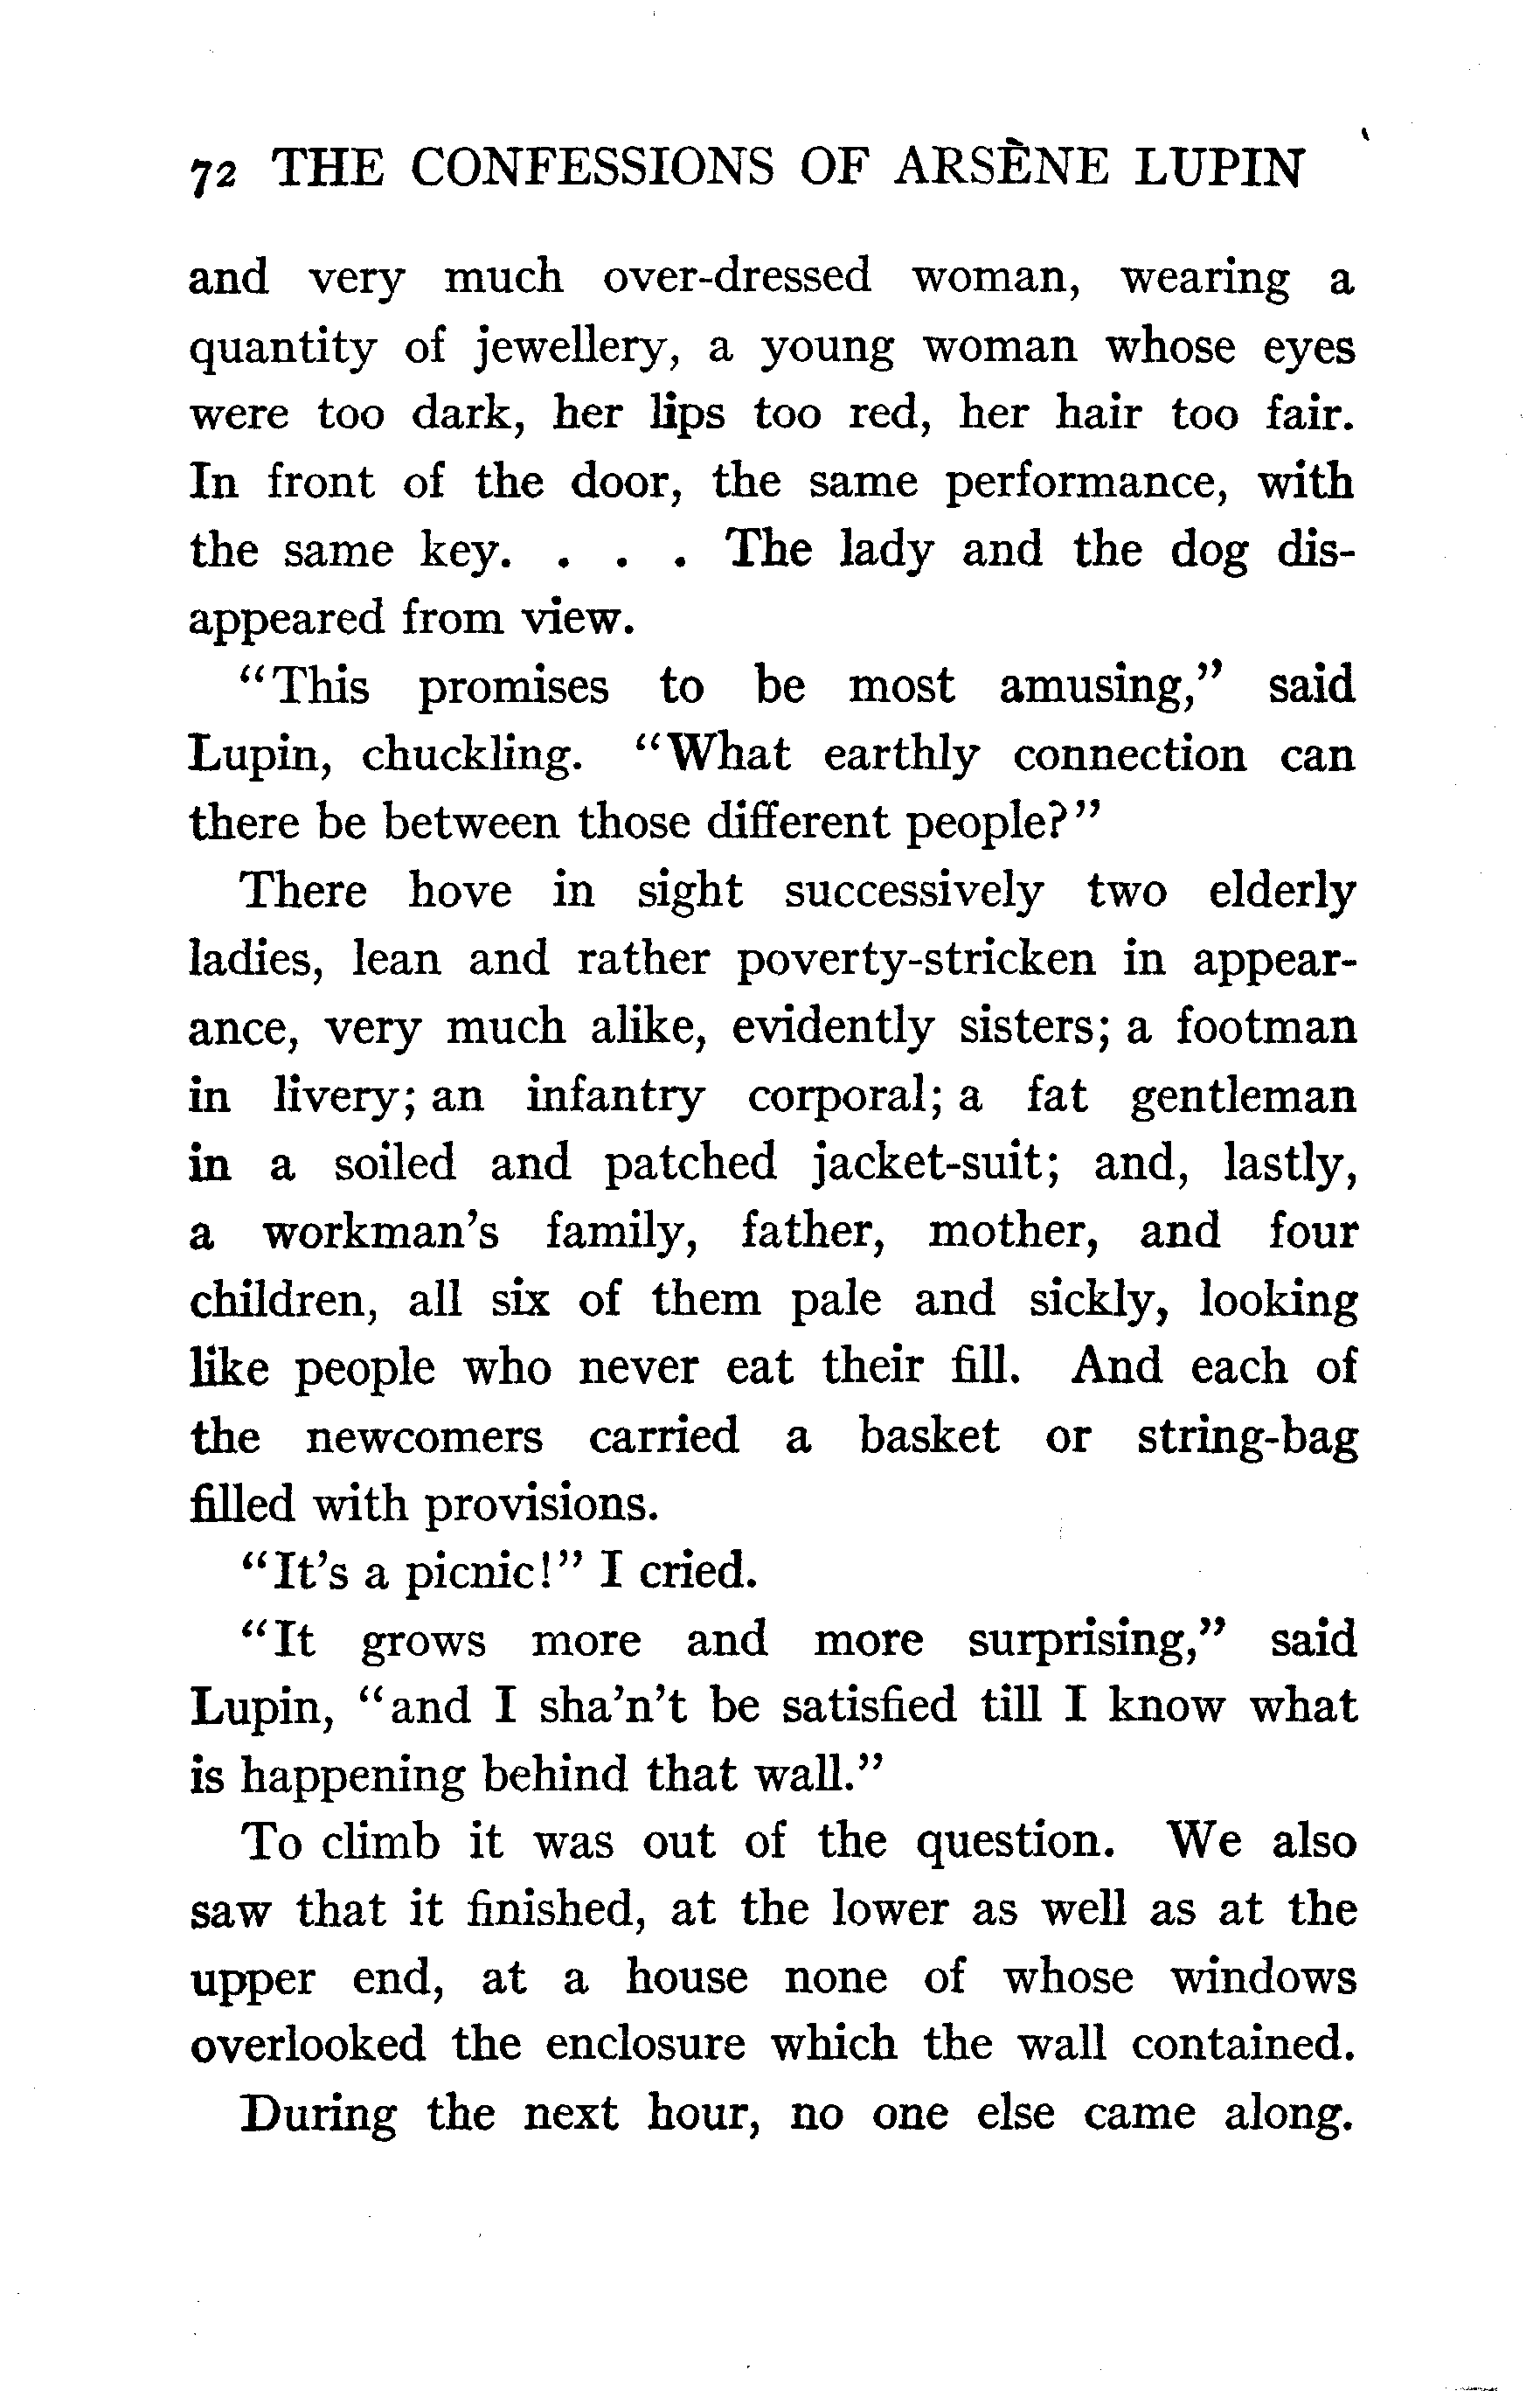 72 THE CONFESSIONS OF ARSÈNE LUPIN
and very much over-dressed woman, wearing a
quantity of jewellery, a young woman whose eyes
were too dark, her lips too red, her hair too fair.
In front of the door, the same performance, with
the same key. . . . The lady and the dog dis-
appeared from view.
“This promises to be most amusing,” said
Lupin, chuckling. “What earthly connection can
there be between those different people?”
There hove in sight successively two elderly
ladies, lean and rather poverty-stricken in appear-
ance, very much alike, evidently sisters; a footman
in livery; an infantry corporal; a fat gentleman
in a soiled and patched jacket-suit; and, lastly,
a workman’s family, father, mother, and four
children, all six of them pale and sickly, looking
like people who never eat their fill. And each of
the newcomers carried a basket or string-bag
filled with provisions.
“It’s a picnic!” I cried.
“It grows more and more surprising,” said
Lupin, “and I sha’n’t be satisfied till I know what
is happening behind that wall.”
To climb it was out of the question. We also
saw that it finished, at the lower as well as at the
upper end, at a house none of whose windows
overlooked the enclosure which the wall contained.
During the next hour, no one else came along.